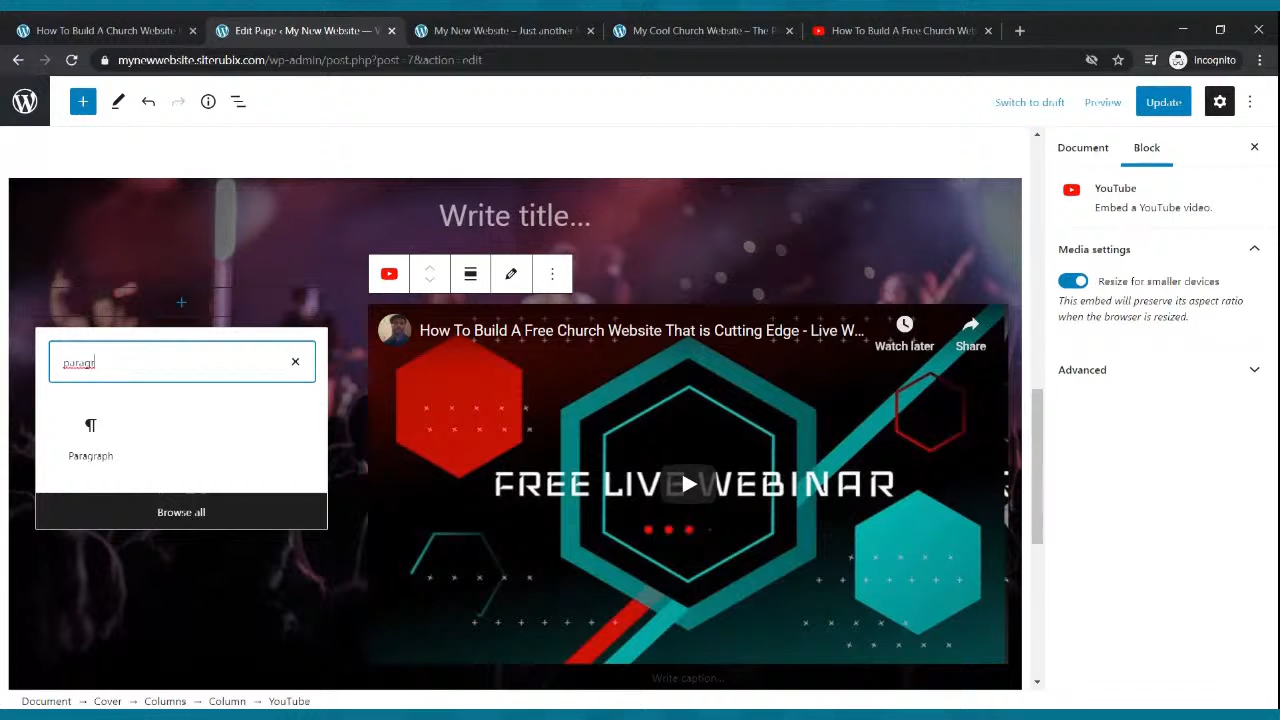 How To Build A Church Website
Edit Page ‹ My New Website — W
My New Website – Just another
My Cool Church Website – The P
How To Build A Free Church Web
mynewwebsite.siterubix.com/wp-admin/post.php?post=7&action=edit
Incognito
Switch to draft
Preview
Update
Document
Block
YouTube
Embed a YouTube video.
Media settings
Resize for smaller devices
This embed will preserve its aspect ratio
when the browser is resized.
Advanced
Write title...
How To Build A Free Church Website That is Cutting Edge - Live W...
Watch later
Share
paragr
Paragraph
Browse all
FREE LIVE WEBINAR
Write caption...
Document → Cover → Columns → Column → YouTube